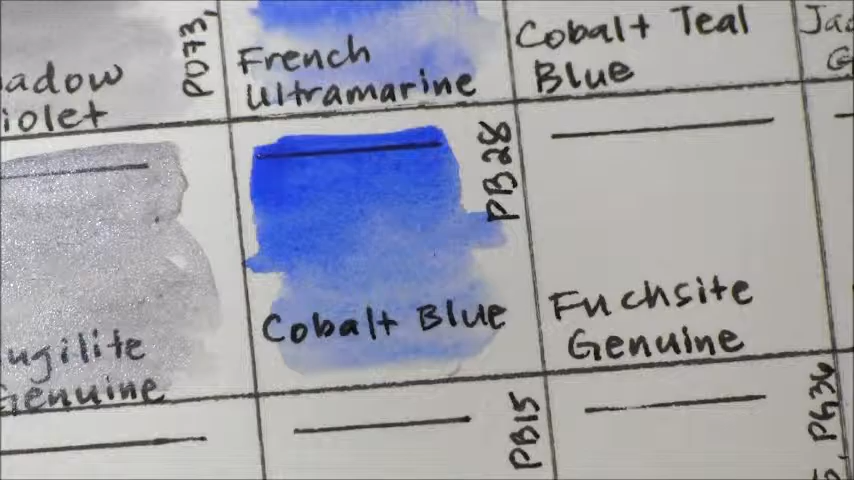 PO73,
French
Ultramarine
Cobalt Teal
Blue
PB28
Cobalt Blue
Fuchsite
Genuine
Genuine
PB15